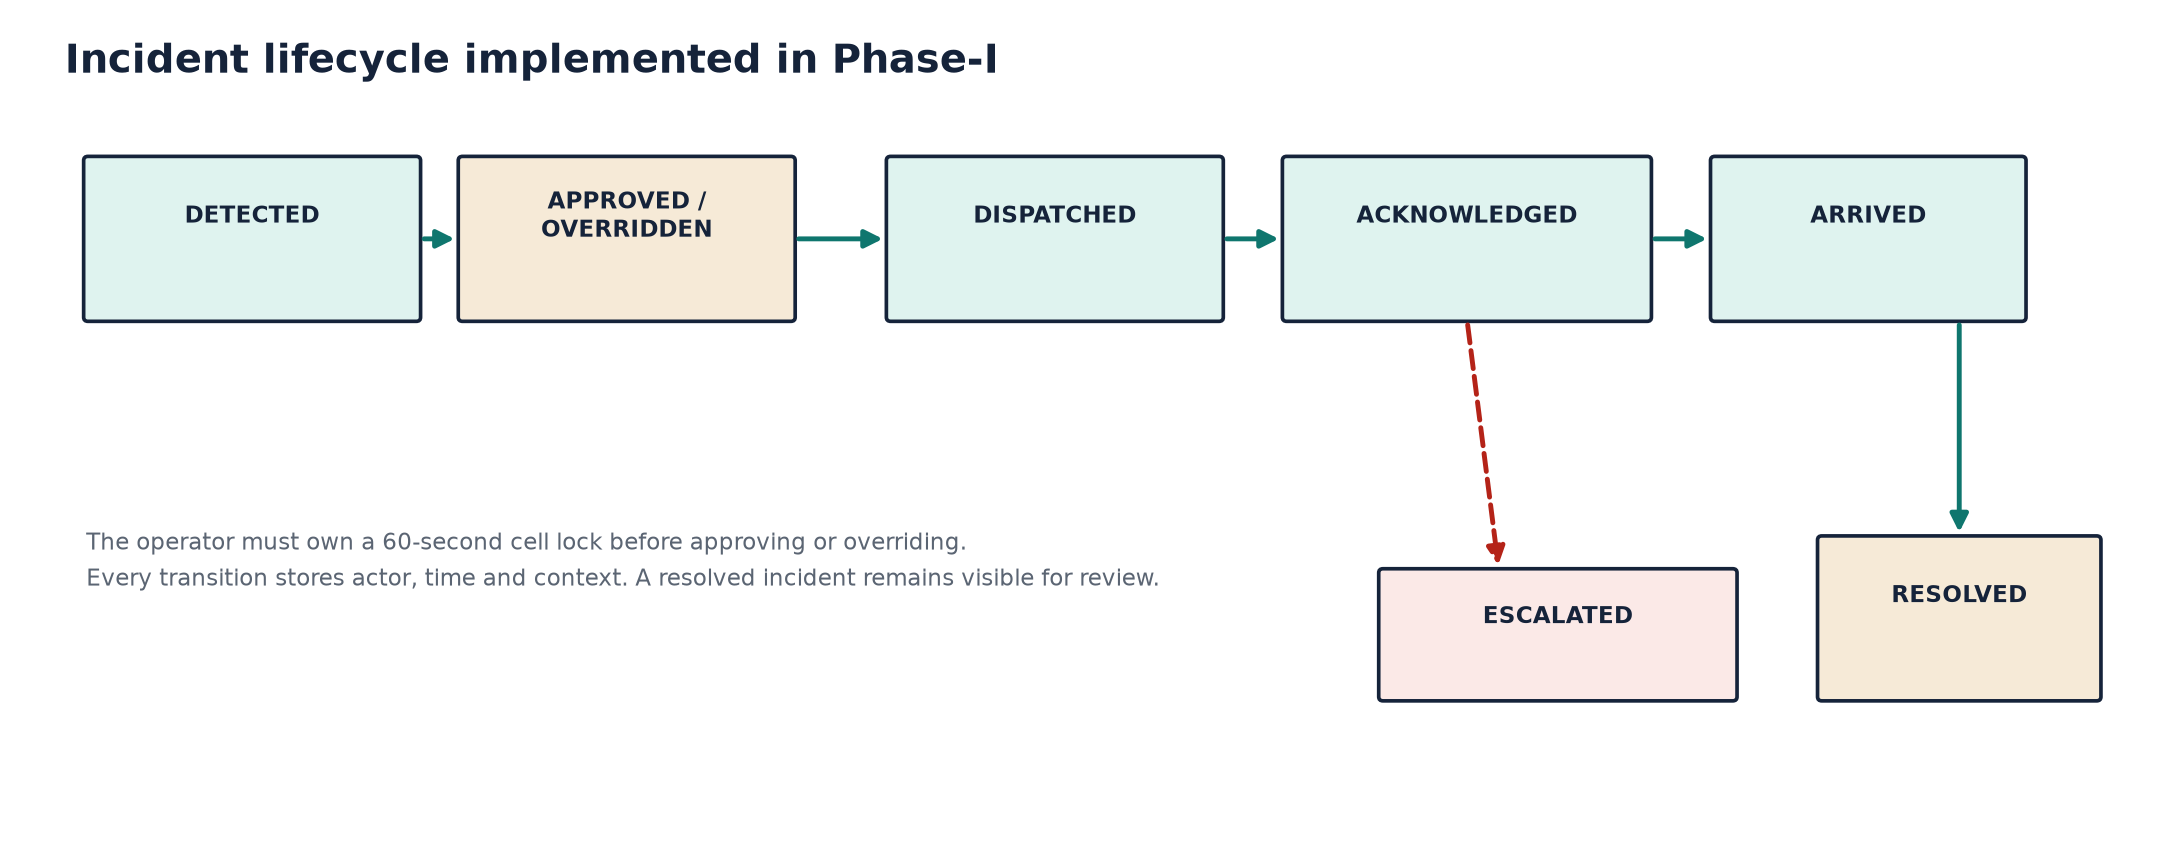 Incident lifecycle implemented in Phase-I
DETECTED
APPROVED /
OVERRIDDEN
DISPATCHED
ACKNOWLEDGED
ARRIVED
The operator must own a 60-second cell lock before approving or overriding.
Every transition stores actor, time and context. A resolved incident remains visible for review.
ESCALATED
RESOLVED